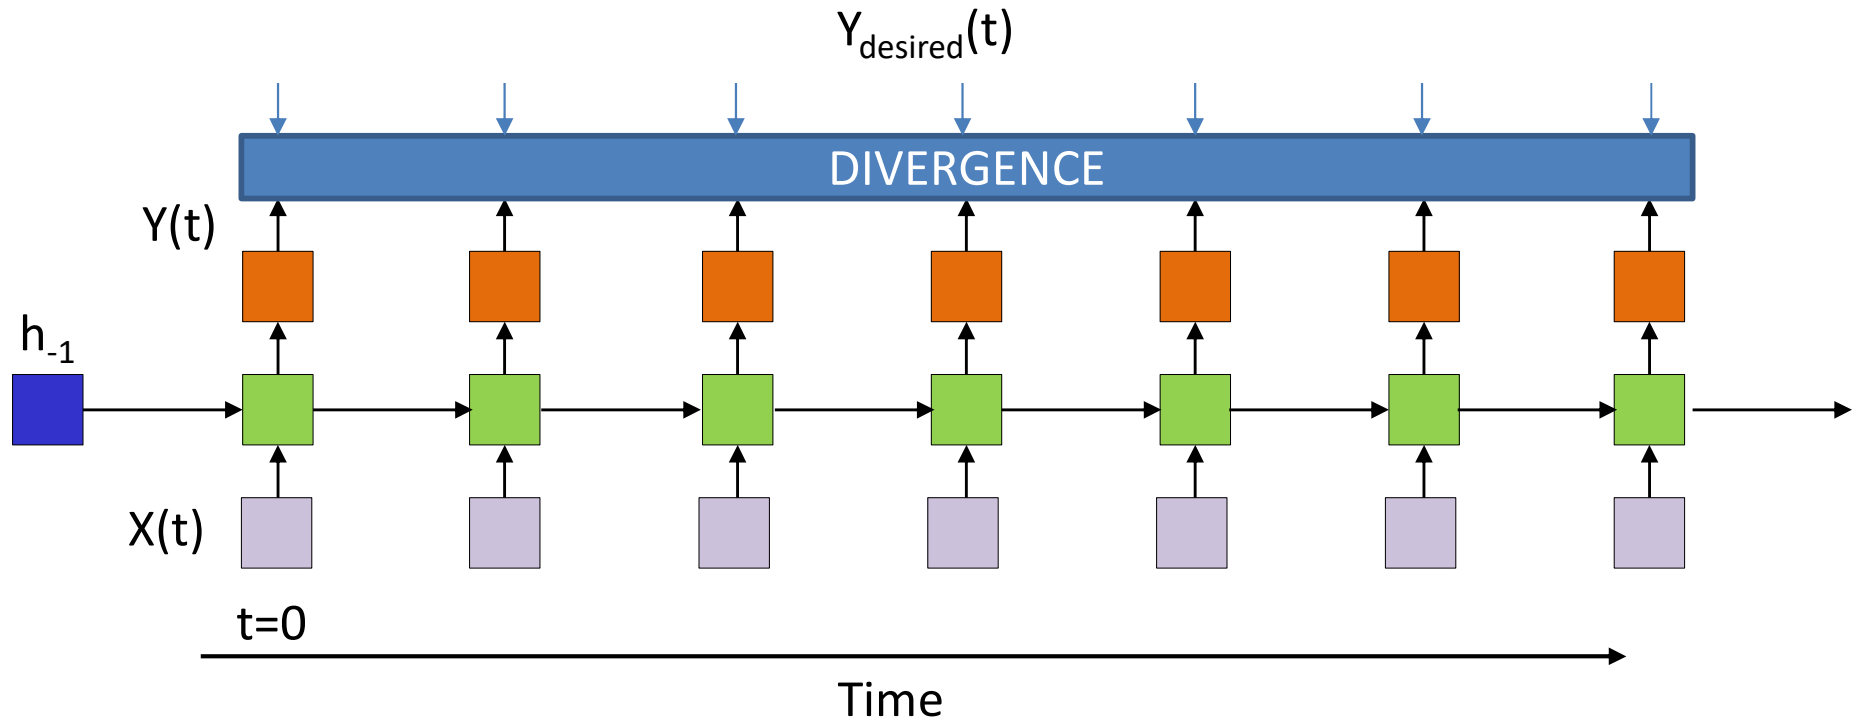 Y_desired(t)
DIVERGENCE
Y(t)
h_-1
X(t)
t=0
Time